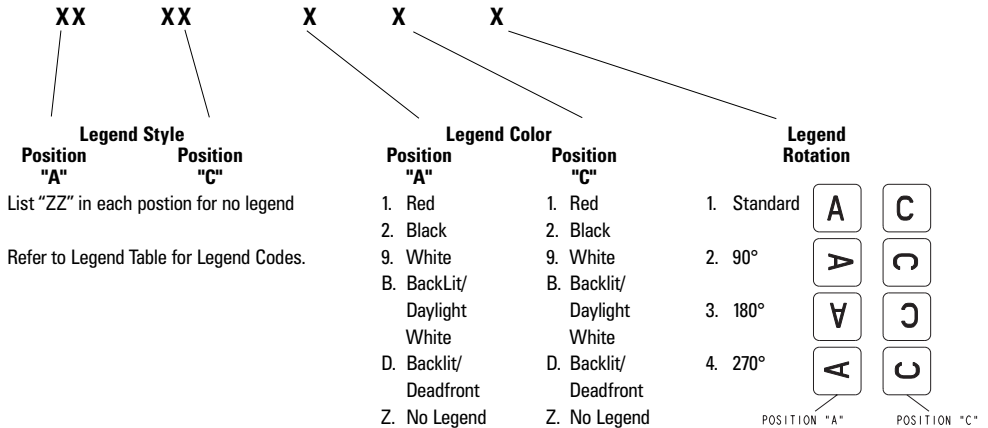 XX XX X X X
Legend Style
Position "A"
Position "C"
List “ZZ” in each postion for no legend
Refer to Legend Table for Legend Codes.
Legend Color
Position "A"
1. Red
2. Black
9. White
B. BackLit/
Daylight
White
D. Backlit/
Deadfront
Z. No Legend
Position "C"
1. Red
2. Black
9. White
B. Backlit/
Daylight
White
D. Backlit/
Deadfront
Z. No Legend
Legend
Rotation
1. Standard A C
2. 90° A C
3. 180° A C
4. 270° A C
POSITION "A" POSITION "C"